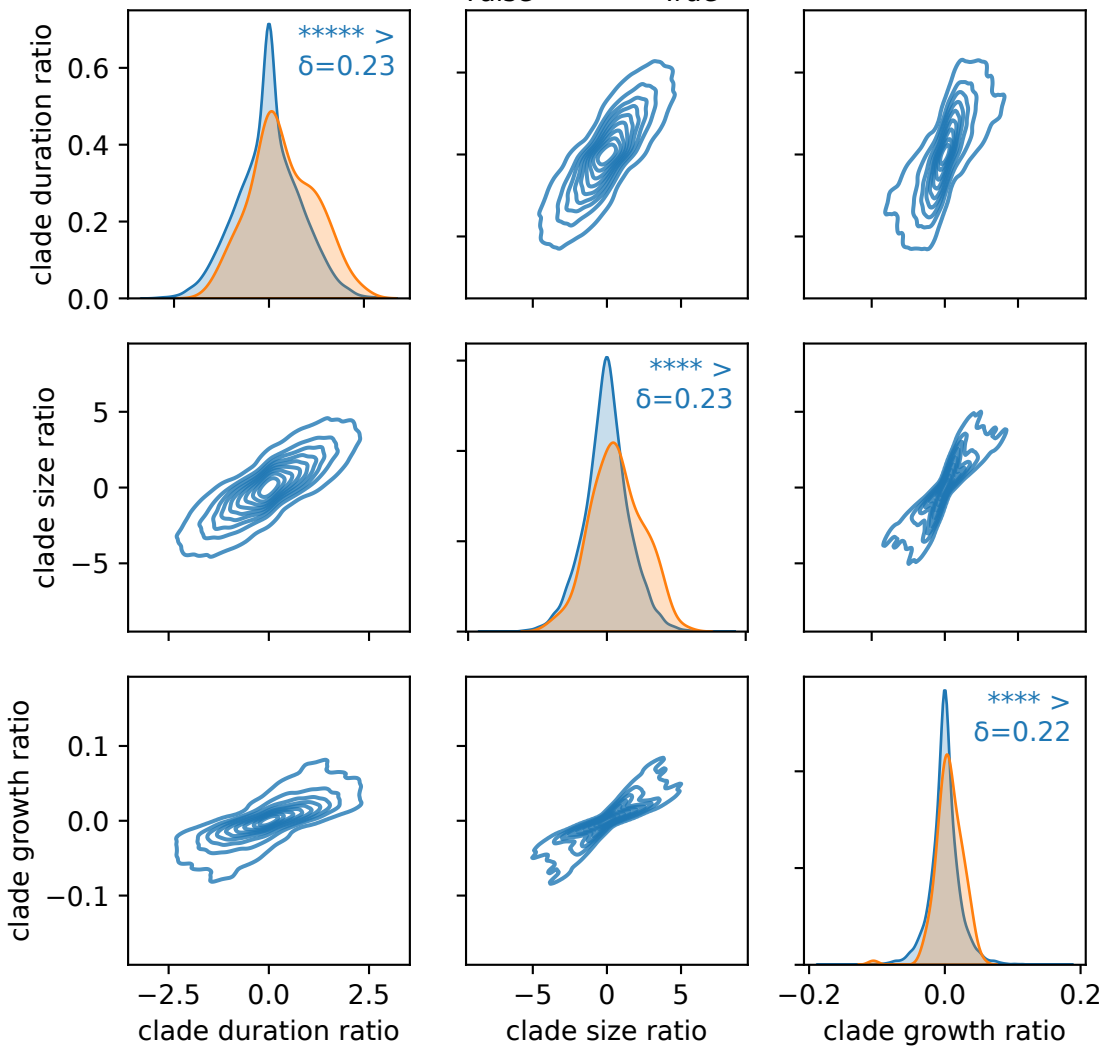 clade duration ratio
0.6
0.4
0.2
0.0
***** >
δ=0.23
clade size ratio
5
0
−5
**** >
δ=0.23
clade growth ratio
0.1
0.0
−0.1
**** >
δ=0.22
−2.5 0.0 2.5
−5 0 5
−0.2 0.0 0.2
clade duration ratio
clade size ratio
clade growth ratio